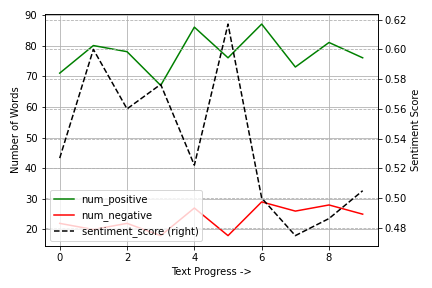 90
80
70
60
50
40
30
20
Number of Words
0.62
0.60
0.58
0.56
0.54
0.52
0.50
0.48
Sentiment Score
num_positive
num_negative
sentiment_score (right)
0 2 4 6 8
Text Progress ->